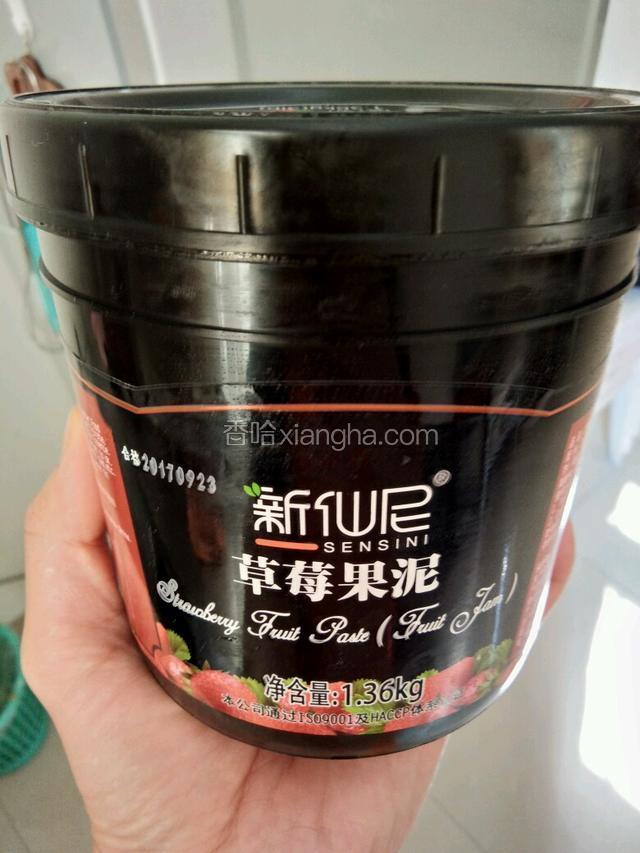 香哈xiangha.com
合格20170923
新仙尼®
SENSINI
草莓果泥
Strawberry Fruit Paste (Fruit Jam)
净含量:1.36kg
本公司通过ISO9001及HACCP体系